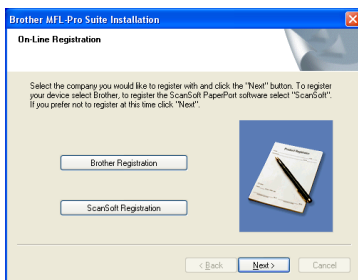 Brother MFL-Pro Suite Installation
On-Line Registration
Select the company you would like to register with and click the "Next" button. To register
your device select Brother, to register the ScanSoft PaperPort software select "ScanSoft".
If you prefer not to register at this time click "Next".
Brother Registration
ScanSoft Registration
< Back
Next >
Cancel